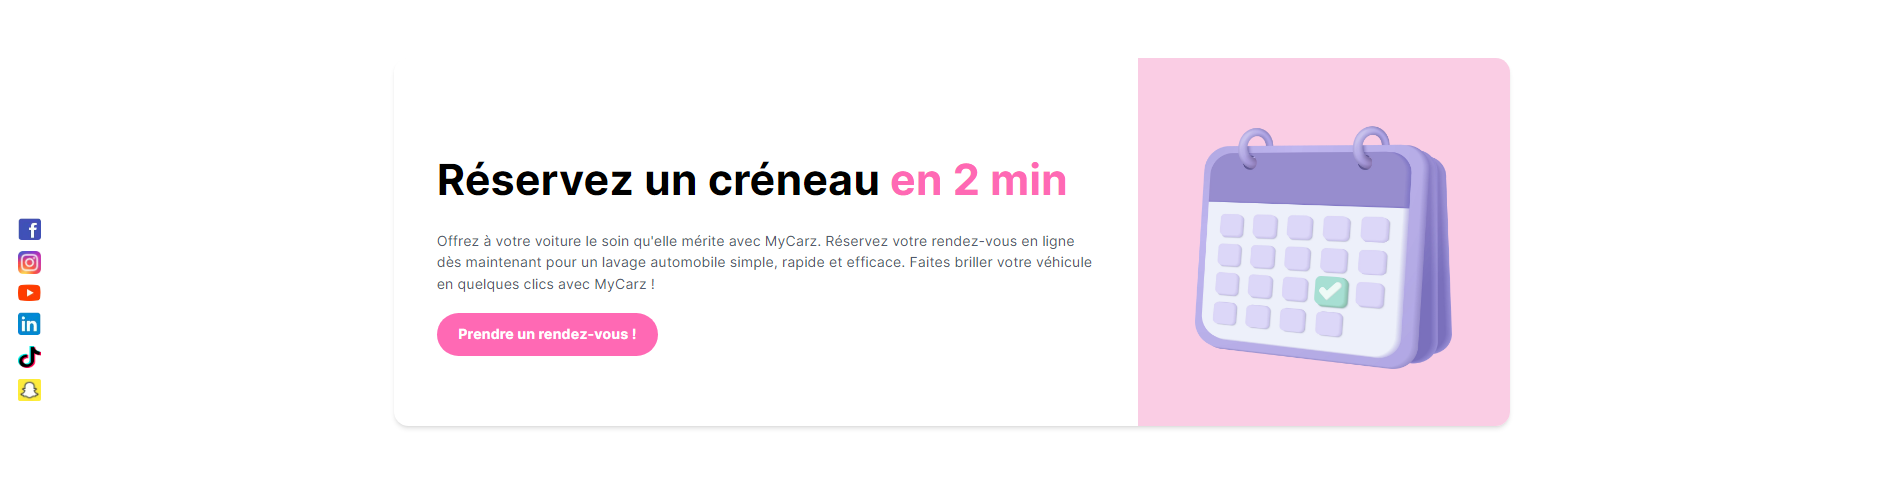 Réservez un créneau en 2 min
Offrez à votre voiture le soin qu'elle mérite avec MyCarz. Réservez votre rendez-vous en ligne
dès maintenant pour un lavage automobile simple, rapide et efficace. Faites briller votre véhicule
en quelques clics avec MyCarz !
Prendre un rendez-vous !